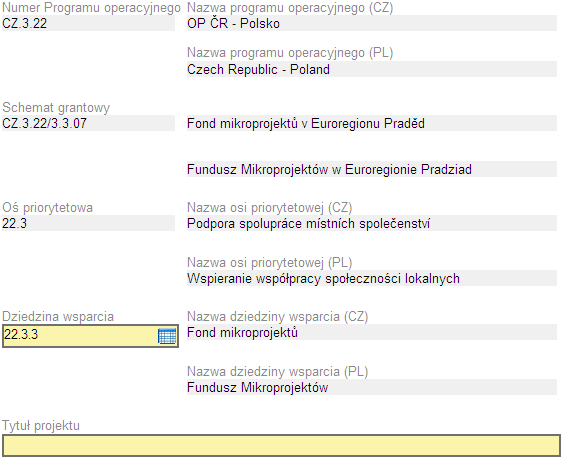 Numer Programu operacyjnego Nazwa programu operacyjnego (CZ)
CZ.3.22 OP ČR - Polsko
Nazwa programu operacyjnego (PL)
Czech Republic - Poland
Schemat grantowy
CZ.3.22/3.3.07 Fond mikroprojektů v Euroregionu Praděd
Fundusz Mikroprojektów w Euroregionie Pradziad
Oś priorytetowa Nazwa osi priorytetowej (CZ)
22.3 Podpora spolupráce místních společenství
Nazwa osi priorytetowej (PL)
Wspieranie współpracy społeczności lokalnych
Dziedzina wsparcia Nazwa dziedziny wsparcia (CZ)
22.3.3 Fond mikroprojektů
Nazwa dziedziny wsparcia (PL)
Fundusz Mikroprojektów
Tytuł projektu